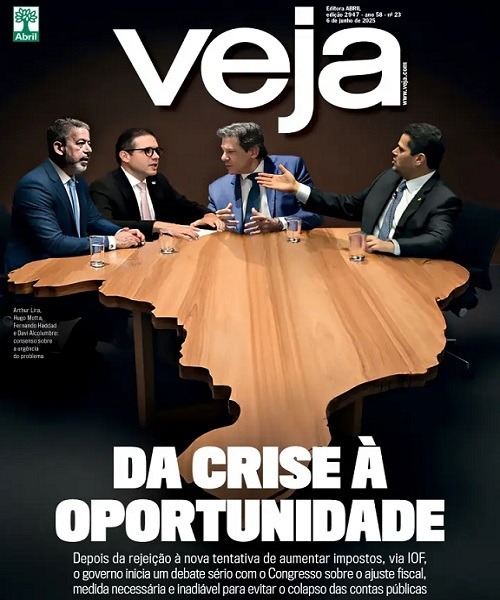 Abril
veja
Editora ABRIL
edição 2947 - ano 58 - nº 23
6 de junho de 2025
www.veja.com
Arthur Lira,
Hugo Motta,
Fernando Haddad
e Davi Alcolumbre:
consenso sobre
a urgência
do problema
DA CRISE À
OPORTUNIDADE
Depois da rejeição à nova tentativa de aumentar impostos, via IOF,
o governo inicia um debate sério com o Congresso sobre o ajuste fiscal,
medida necessária e inadiável para evitar o colapso das contas públicas